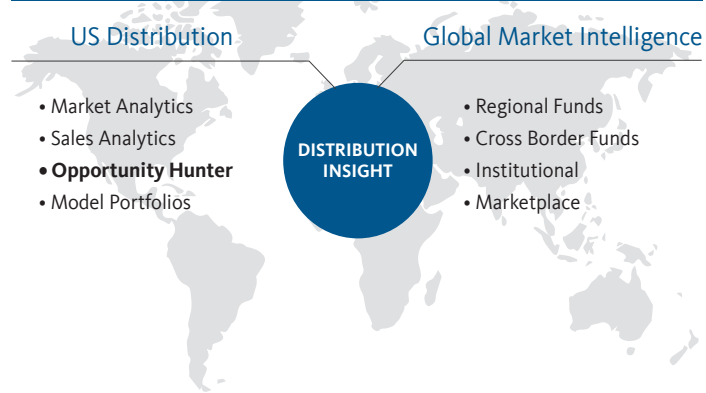 US Distribution
• Market Analytics
• Sales Analytics
• Opportunity Hunter
• Model Portfolios
DISTRIBUTION
INSIGHT
Global Market Intelligence
• Regional Funds
• Cross Border Funds
• Institutional
• Marketplace